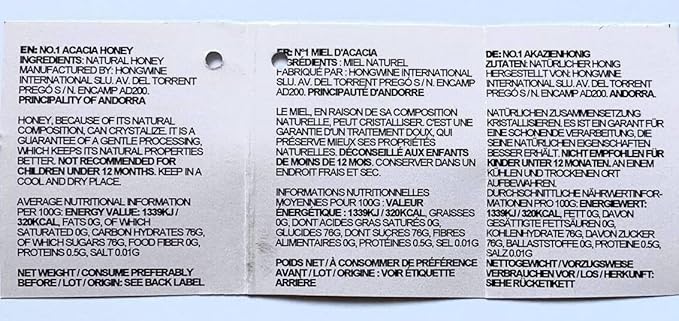 EN: NO.1 ACACIA HONEY
INGREDIENTS: NATURAL HONEY
MANUFACTURED BY: HONGWINE
INTERNATIONAL SLU. AV. DEL TORRENT
PREGÓ S/ N. ENCAMP AD200.
PRINCIPALITY OF ANDORRA
HONEY, BECAUSE OF ITS NATURAL
COMPOSITION, CAN CRYSTALIZE. IT IS A
GUARANTEE OF A GENTLE PROCESSING,
WHICH KEEPS ITS NATURAL PROPERTIES
BETTER. NOT RECOMMENDED FOR
CHILDREN UNDER 12 MONTHS. KEEP IN A
COOL AND DRY PLACE.
AVERAGE NUTRITIONAL INFORMATION
PER 100G: ENERGY VALUE: 1339KJ /
320KCAL, FATS 0G, OF WHICH
SATURATED 0G, CARBON HYDRATES 76G,
OF WHICH SUGARS 76G, FOOD FIBER 0G,
PROTEINS 0.5G, SALT 0.01G
NET WEIGHT / CONSUME PREFERABLY
BEFORE / LOT / ORIGIN: SEE BACK LABEL
FR: Nº1 MIEL D'ACACIA
INGRÉDIENTS : MIEL NATUREL
FABRIQUÉ PAR : HONGWINE INTERNATIONAL
SLU. AV. DEL TORRENT PREGÓ S / N. ENCAMP
AD200. PRINCIPAUTÉ D'ANDORRE
LE MIEL, EN RAISON DE SA COMPOSITION
NATURELLE, PEUT CRISTALLISER. C'EST UNE
GARANTIE D'UN TRAITEMENT DOUX, QUI
PRÉSERVE MIEUX SES PROPRIÉTÉS
NATURELLES. DÉCONSEILLÉ AUX ENFANTS
DE MOINS DE 12 MOIS. CONSERVER DANS UN
ENDROIT FRAIS ET SEC.
INFORMATIONS NUTRITIONNELLES
MOYENNES POUR 100G : VALEUR
ÉNERGÉTIQUE : 1339KJ / 320KCAL, GRAISSES
0G, DONT ACIDES GRAS SATURÉS 0G,
GLUCIDES 76G, DONT SUCRES 76G, FIBRES
ALIMENTAIRES 0G, PROTÉINES 0.5G, SEL 0.01G
POIDS NET / À CONSOMMER DE PRÉFÉRENCE
AVANT / LOT / ORIGINE : VOIR ÉTIQUETTE
ARRIÈRE
DE: NO.1 AKAZIENHONIG
ZUTATEN: NATÜRLICHER HONIG
HERGESTELLT VON: HONGWINE
INTERNATIONAL SLU. AV. DEL TORRENT
PREGÓ S / N. ENCAMP AD200. ANDORRA.
NATÜRLICHEN ZUSAMMENSETZUNG
KRISTALLISIEREN. ES IST EIN GARANT FÜR
EINE SCHONENDE VERARBEITUNG, DIE
SEINE NATÜRLICHEN EIGENSCHAFTEN
BESSER ERHÄLT. NICHT EMPFOHLEN FÜR
KINDER UNTER 12 MONATEN. AN EINEM
KÜHLEN UND TROCKENEN ORT
AUFBEWAHREN.
DURCHSCHNITTLICHE NÄHRWERTINFOR-
MATIONEN PRO 100G: ENERGIEWERT:
1339KJ / 320KCAL, FETT 0G, DAVON
GESÄTTIGTE FETTSÄUREN 0G,
KOHLENHYDRATE 76G, DAVON ZUCKER
76G, BALLASTSTOFFE 0G, PROTEINE 0.5G,
SALZ 0.01G
NETTOGEWICHT / VORZUGSWEISE
VERBRAUCHEN VOR / LOS / HERKUNFT:
SIEHE RÜCKETIKETT